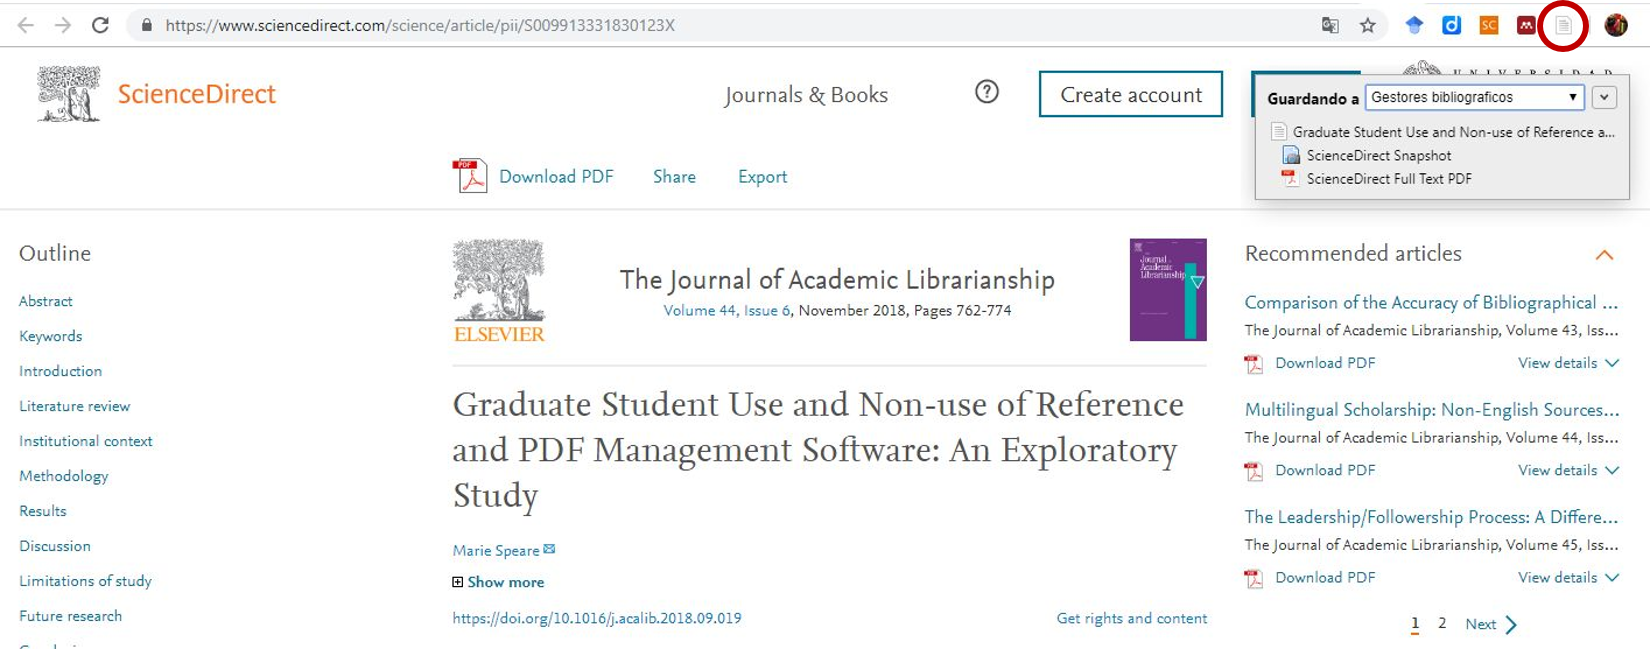 https://www.sciencedirect.com/science/article/pii/S009913331830123X
SC
ScienceDirect
Journals & Books
?
Create account
UNIVERSIDAD
Guardando a Gestores bibliograficos
Graduate Student Use and Non-use of Reference a...
ScienceDirect Snapshot
ScienceDirect Full Text PDF
PDF
Download PDF
Share
Export
Outline
Abstract
Keywords
Introduction
Literature review
Institutional context
Methodology
Results
Discussion
Limitations of study
Future research
ELSEVIER
The Journal of Academic Librarianship
Volume 44, Issue 6, November 2018, Pages 762-774
Journal of Academic Librarianship
Graduate Student Use and Non-use of Reference
and PDF Management Software: An Exploratory
Study
Marie Speare
Show more
https://doi.org/10.1016/j.acalib.2018.09.019
Get rights and content
Recommended articles
Comparison of the Accuracy of Bibliographical ...
The Journal of Academic Librarianship, Volume 43, Iss...
Download PDF
View details
Multilingual Scholarship: Non-English Sources...
The Journal of Academic Librarianship, Volume 44, Iss...
Download PDF
View details
The Leadership/Followership Process: A Differe...
The Journal of Academic Librarianship, Volume 45, Iss...
Download PDF
View details
1 2 Next